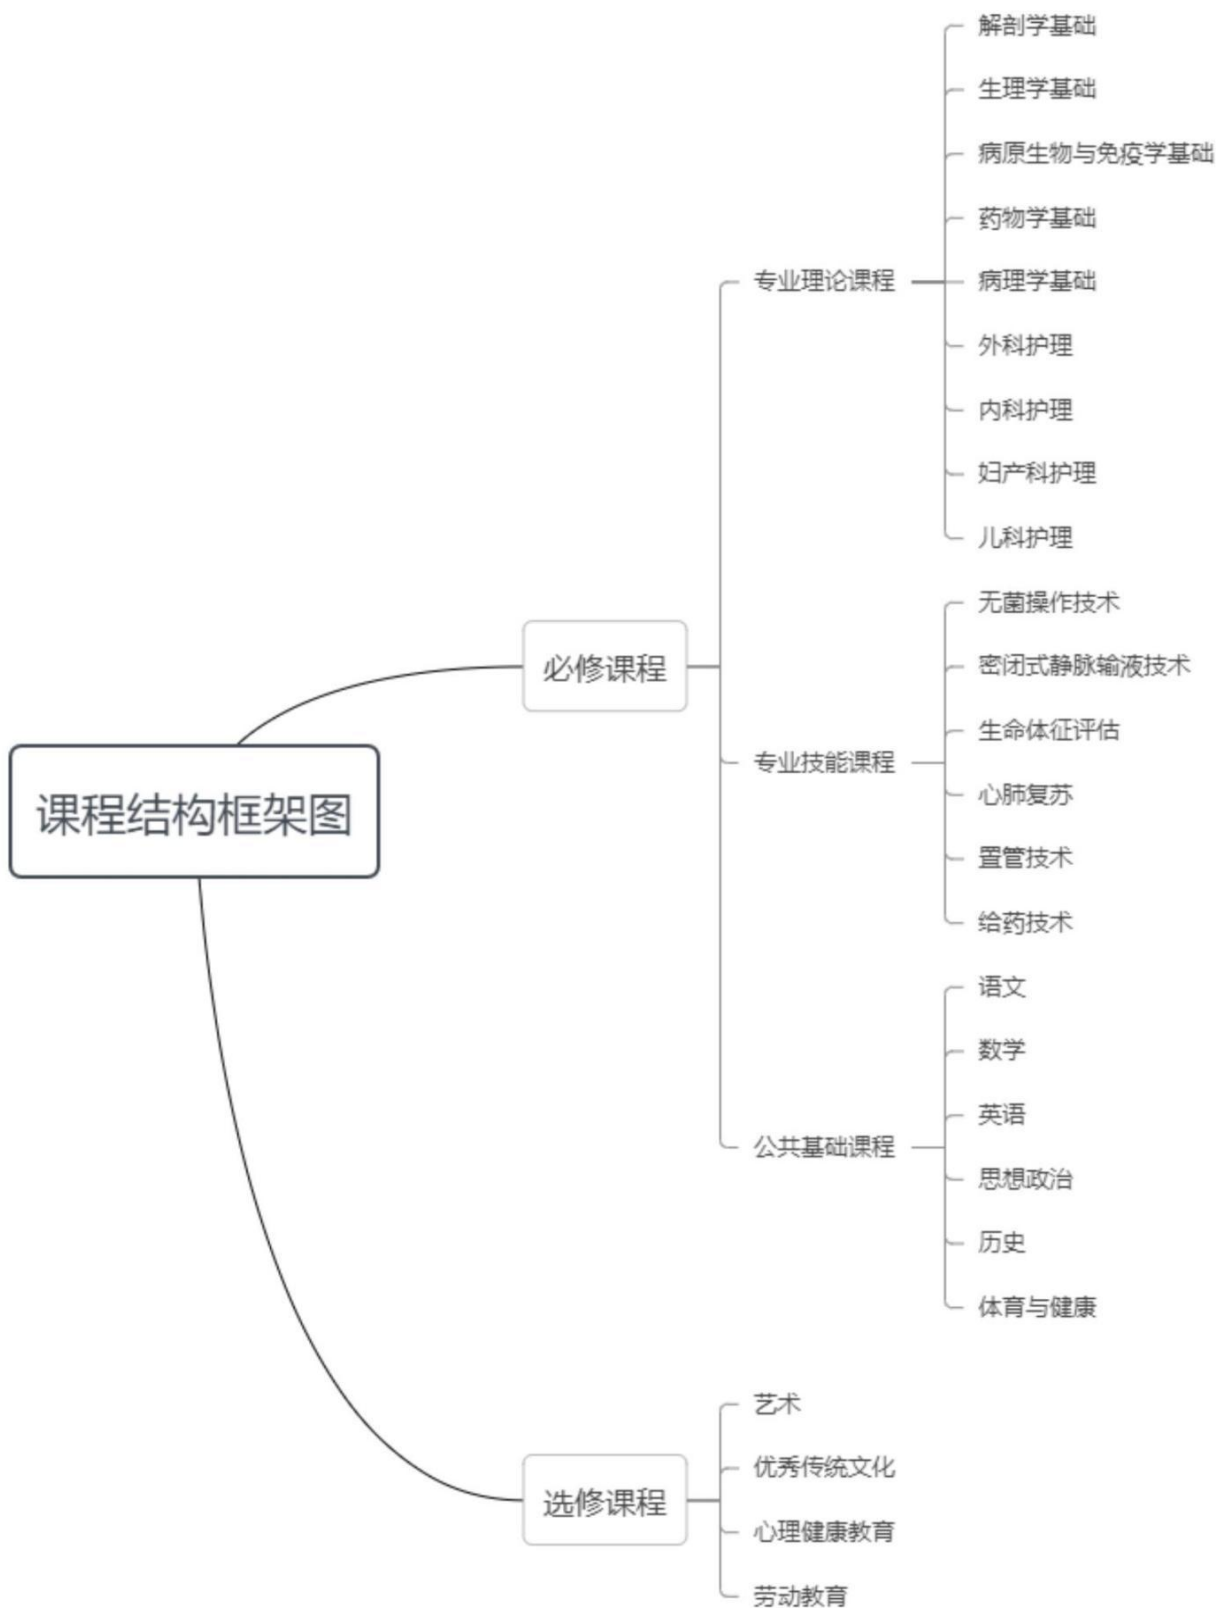 课程结构框架图
必修课程
专业理论课程
解剖学基础
生理学基础
病原生物与免疫学基础
药物学基础
病理学基础
外科护理
内科护理
妇产科护理
儿科护理
专业技能课程
无菌操作技术
密闭式静脉输液技术
生命体征评估
心肺复苏
置管技术
给药技术
公共基础课程
语文
数学
英语
思想政治
历史
体育与健康
选修课程
艺术
优秀传统文化
心理健康教育
劳动教育